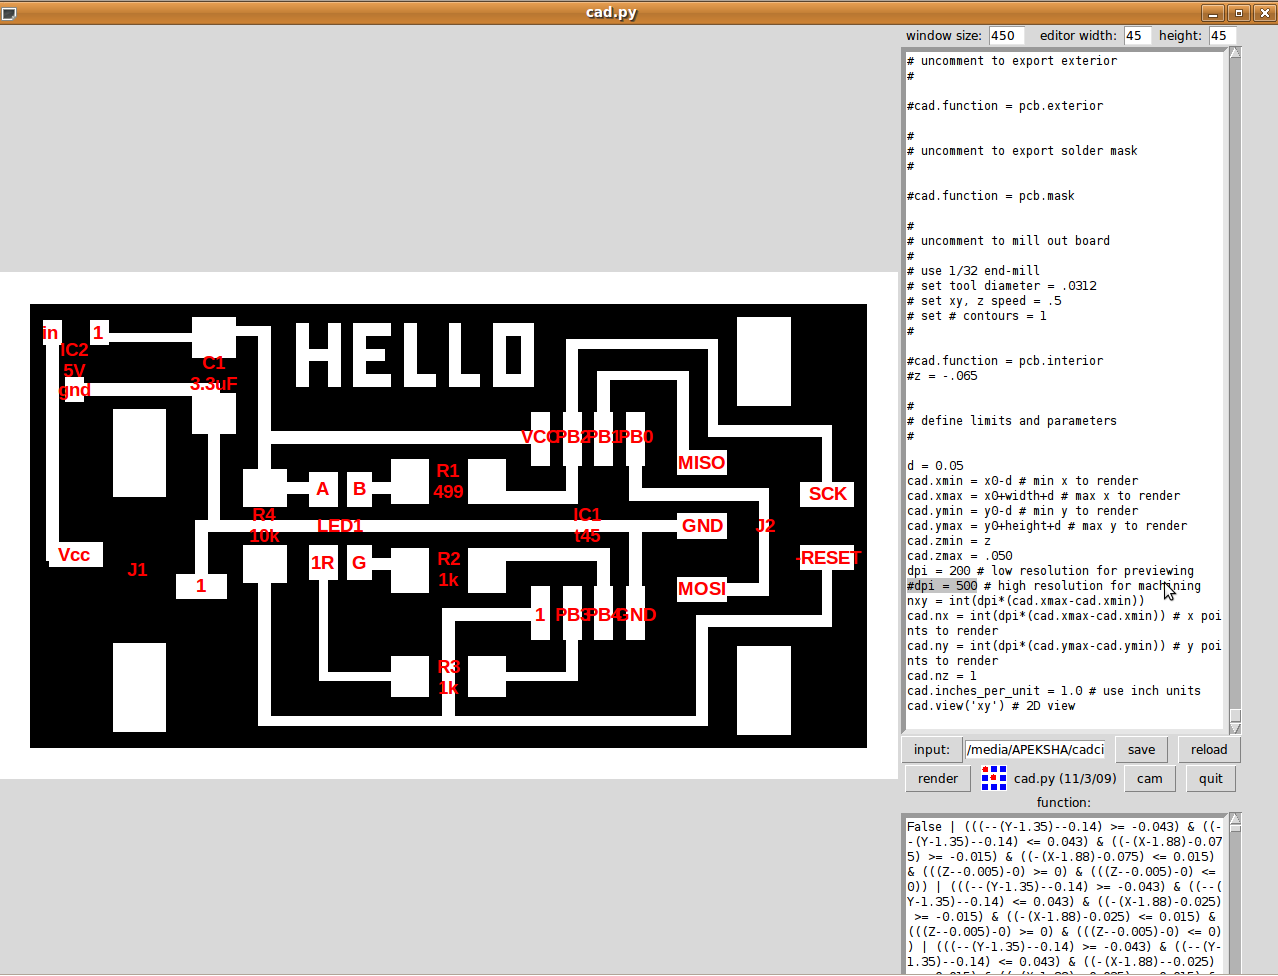 cad.py
window size: 450 editor width: 45 height: 45
# uncomment to export exterior
#
#cad.function = pcb.exterior
#
# uncomment to export solder mask
#
#cad.function = pcb.mask
#
# uncomment to mill out board
#
# use 1/32 end-mill
# set tool diameter = .0312
# set xy, z speed = .5
# set # contours = 1
#
#cad.function = pcb.interior
#z = -.065
#
# define limits and parameters
#
d = 0.05
cad.xmin = x0-d # min x to render
cad.xmax = x0+width+d # max x to render
cad.ymin = y0-d # min y to render
cad.ymax = y0+height+d # max y to render
cad.zmin = z
cad.zmax = .050
dpi = 200 # low resolution for previewing
#dpi = 500 # high resolution for machining
nxy = int(dpi*(cad.xmax-cad.xmin))
cad.nx = int(dpi*(cad.xmax-cad.xmin)) # x poi
nts to render
cad.ny = int(dpi*(cad.ymax-cad.ymin)) # y poi
nts to render
cad.nz = 1
cad.inches_per_unit = 1.0 # use inch units
cad.view('xy') # 2D view
input: /media/APEKSHA/cadci save reload
render cad.py (11/3/09) cam quit
function:
False | (((--(Y-1.35)--0.14) >= -0.043) & ((-
-(Y-1.35)--0.14) <= 0.043) & ((-(X-1.88)-0.07
5) >= -0.015) & ((-(X-1.88)-0.075) <= 0.015)
& (((Z--0.005)-0) >= 0) & (((Z--0.005)-0) <=
0)) | (((--(Y-1.35)--0.14) >= -0.043) & ((--(
Y-1.35)--0.14) <= 0.043) & ((-(X-1.88)-0.025)
>= -0.015) & ((-(X-1.88)-0.025) <= 0.015) &
(((Z--0.005)-0) >= 0) & (((Z--0.005)-0) <= 0)
) | (((--(Y-1.35)--0.14) >= -0.043) & ((--(Y-
1.35)--0.14) <= 0.043) & ((-(X-1.88)--0.025)
HELLO
in
1
IC2
5V
gnd
C1
3.3uF
VCC PB2 PB1 PB0
MISO
R1
499
A B
SCK
R4
10k
LED1
IC1
t45
GND
J2
Vcc
J1
1
1R G
R2
1k
-RESET
MOSI
1 PB3 PB4 GND
R3
1k